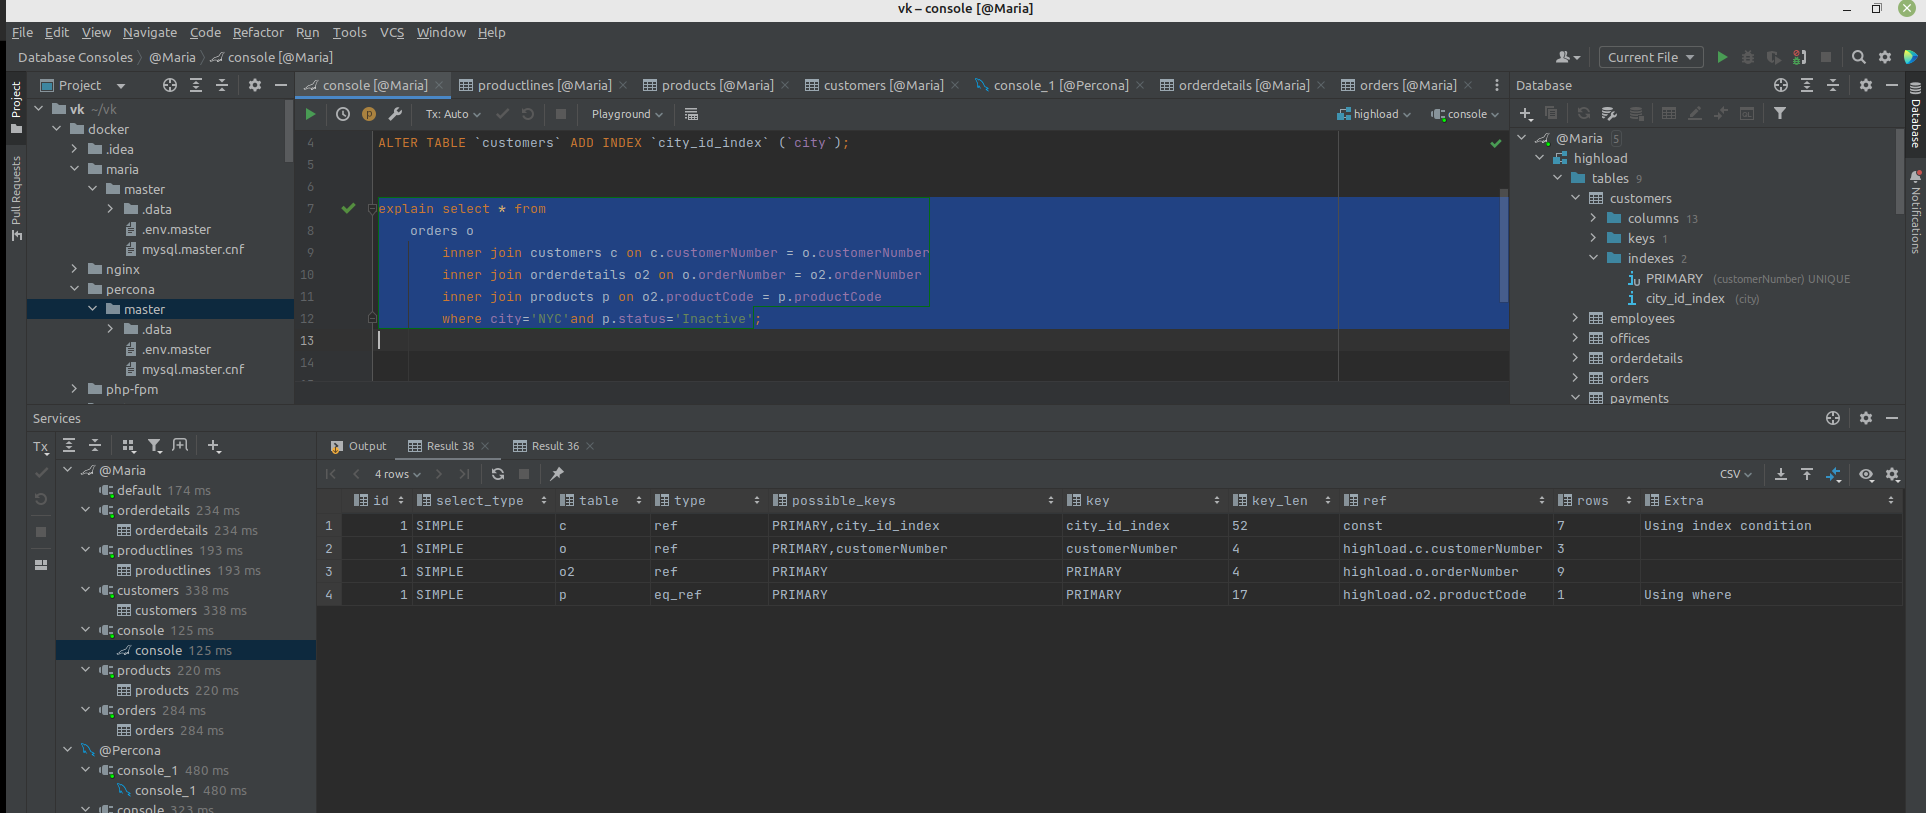 vk – console [@Maria]
File Edit View Navigate Code Refactor Run Tools VCS Window Help
Database Consoles @Maria console [@Maria]
Current File
Project
Project
Pull Requests
vk ~/vk
docker
.idea
maria
master
.data
.env.master
mysql.master.cnf
nginx
percona
master
.data
.env.master
mysql.master.cnf
php-fpm
console [@Maria] productlines [@Maria] products [@Maria] customers [@Maria] console_1 [@Percona] orderdetails [@Maria] orders [@Maria]
Tx: Auto Playground highload console
4 ALTER TABLE `customers` ADD INDEX `city_id_index` (`city`);
5
6
7 explain select * from
8 orders o
9 inner join customers c on c.customerNumber = o.customerNumber
10 inner join orderdetails o2 on o.orderNumber = o2.orderNumber
11 inner join products p on o2.productCode = p.productCode
12 where city='NYC'and p.status='Inactive';
13
14
Database
@Maria 5
highload
tables 9
customers
columns 13
keys 1
indexes 2
PRIMARY (customerNumber) UNIQUE
city_id_index (city)
employees
offices
orderdetails
orders
payments
Database
Notifications
Services
Tx
@Maria
default 174 ms
orderdetails 234 ms
orderdetails 234 ms
productlines 193 ms
productlines 193 ms
customers 338 ms
customers 338 ms
console 125 ms
console 125 ms
products 220 ms
products 220 ms
orders 284 ms
orders 284 ms
@Percona
console_1 480 ms
console_1 480 ms
console 323 ms
Output Result 38 Result 36
4 rows CSV
id select_type table type possible_keys key key_len ref rows Extra
1 1 SIMPLE c ref PRIMARY,city_id_index city_id_index 52 const 7 Using index condition
2 1 SIMPLE o ref PRIMARY,customerNumber customerNumber 4 highload.c.customerNumber 3
3 1 SIMPLE o2 ref PRIMARY PRIMARY 4 highload.o.orderNumber 9
4 1 SIMPLE p eq_ref PRIMARY PRIMARY 17 highload.o2.productCode 1 Using where